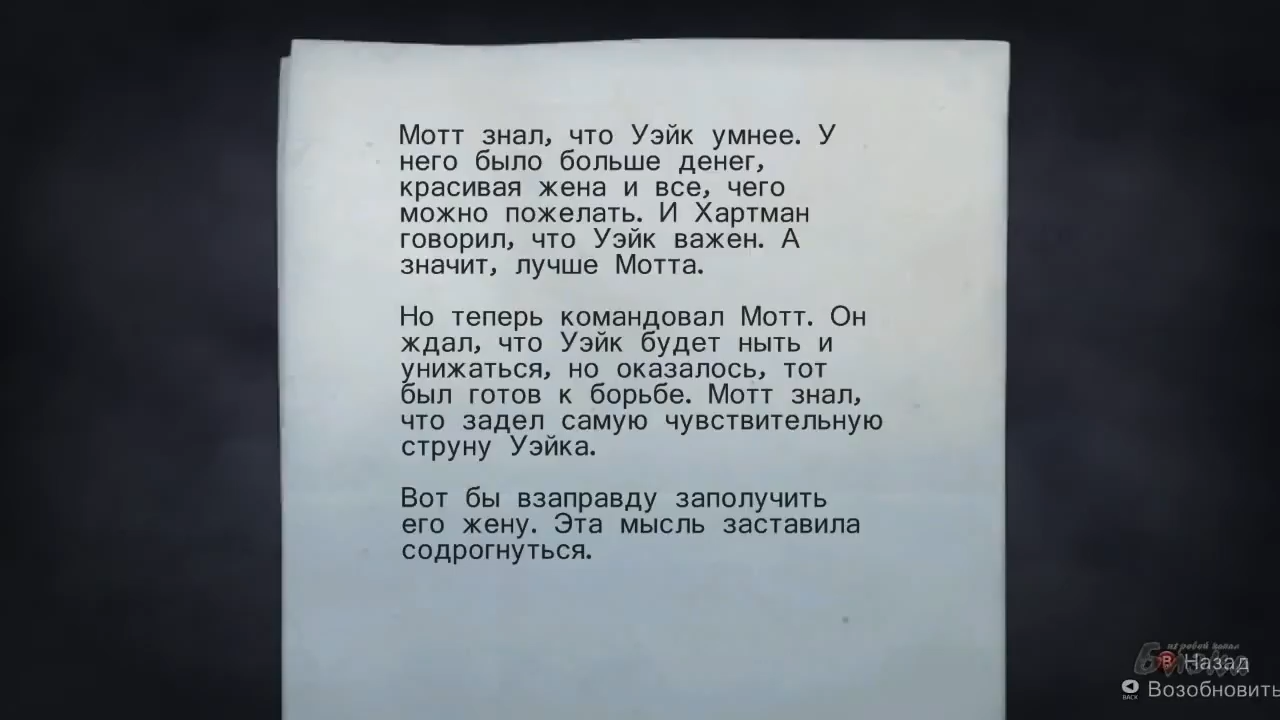 Мотт знал, что Уэйк умнее. У
него было больше денег,
красивая жена и все, чего
можно пожелать. И Хартман
говорил, что Уэйк важен. А
значит, лучше Мотта.
Но теперь командовал Мотт. Он
ждал, что Уэйк будет ныть и
унижаться, но оказалось, тот
был готов к борьбе. Мотт знал,
что задел самую чувствительную
струну Уэйка.
Вот бы взаправду заполучить
его жену. Эта мысль заставила
содрогнуться.
игровой канал
B Назад
BACK Возобновить